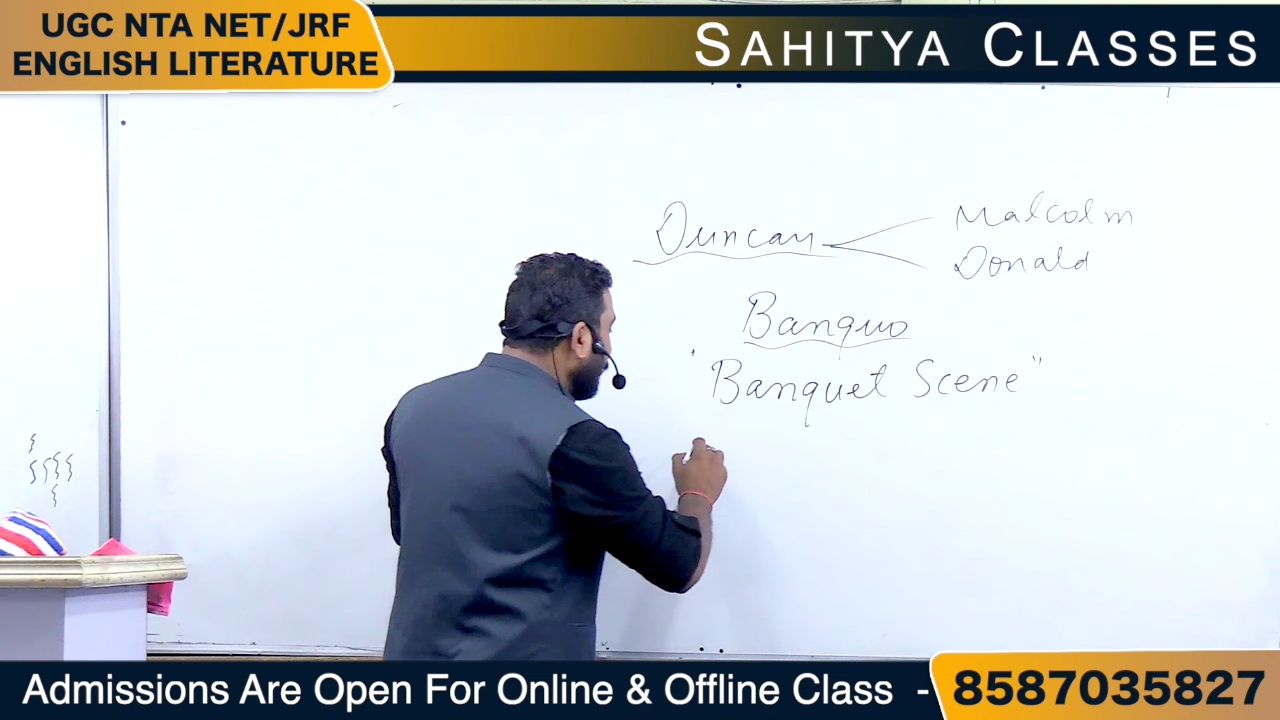 UGC NTA NET/JRF
ENGLISH LITERATURE
SAHITYA CLASSES
Duncan
Malcolm
Donald
Banquo
"Banquet Scene"
Admissions Are Open For Online & Offline Class - 8587035827